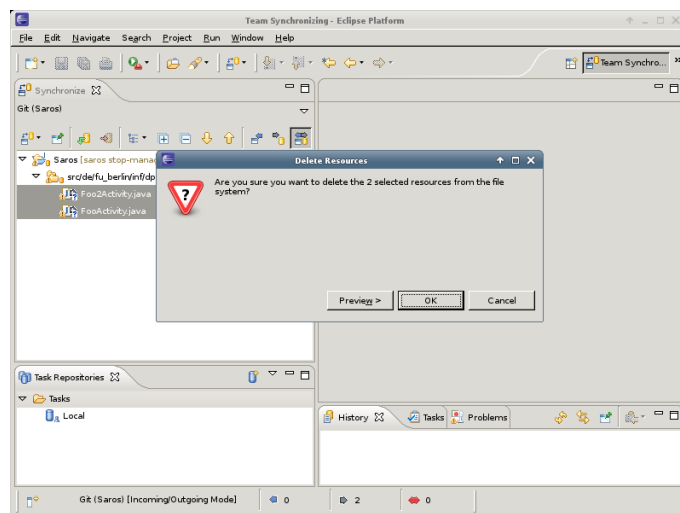 Team Synchronizing - Eclipse Platform
File Edit Navigate Search Project Run Window Help
Team Synchro...
Synchronize
Git (Saros)
Saros [saros stop-mana
src/de/fu_berlin/inf/dp
Foo2Activity.java
FooActivity.java
Delete Resources
Are you sure you want to delete the 2 selected resources from the file
system?
Preview >
OK
Cancel
Task Repositories
Tasks
Local
History
Tasks
Problems
Git (Saros) [Incoming/Outgoing Mode]
0
2
0